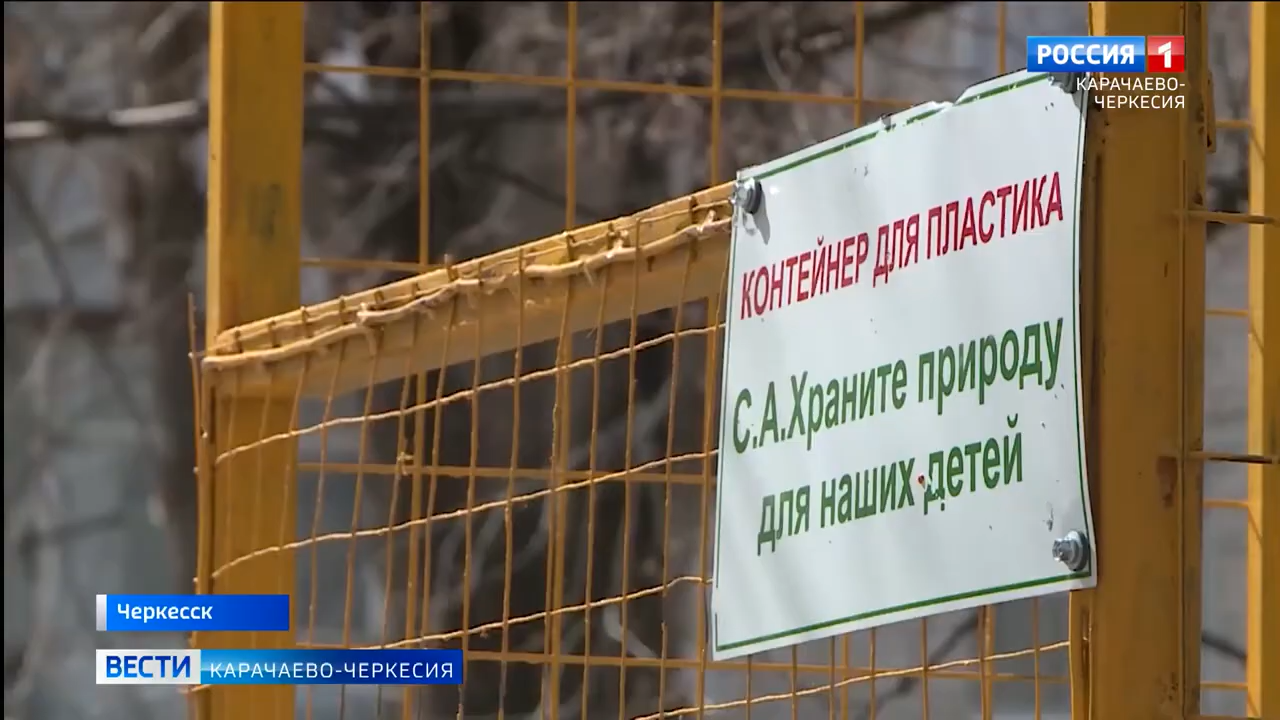 РОССИЯ 1
КАРАЧАЕВО-
ЧЕРКЕСИЯ
КОНТЕЙНЕР ДЛЯ ПЛАСТИКА
С.А.Храните природу
для наших детей
Черкесск
ВЕСТИ КАРАЧАЕВО-ЧЕРКЕСИЯ